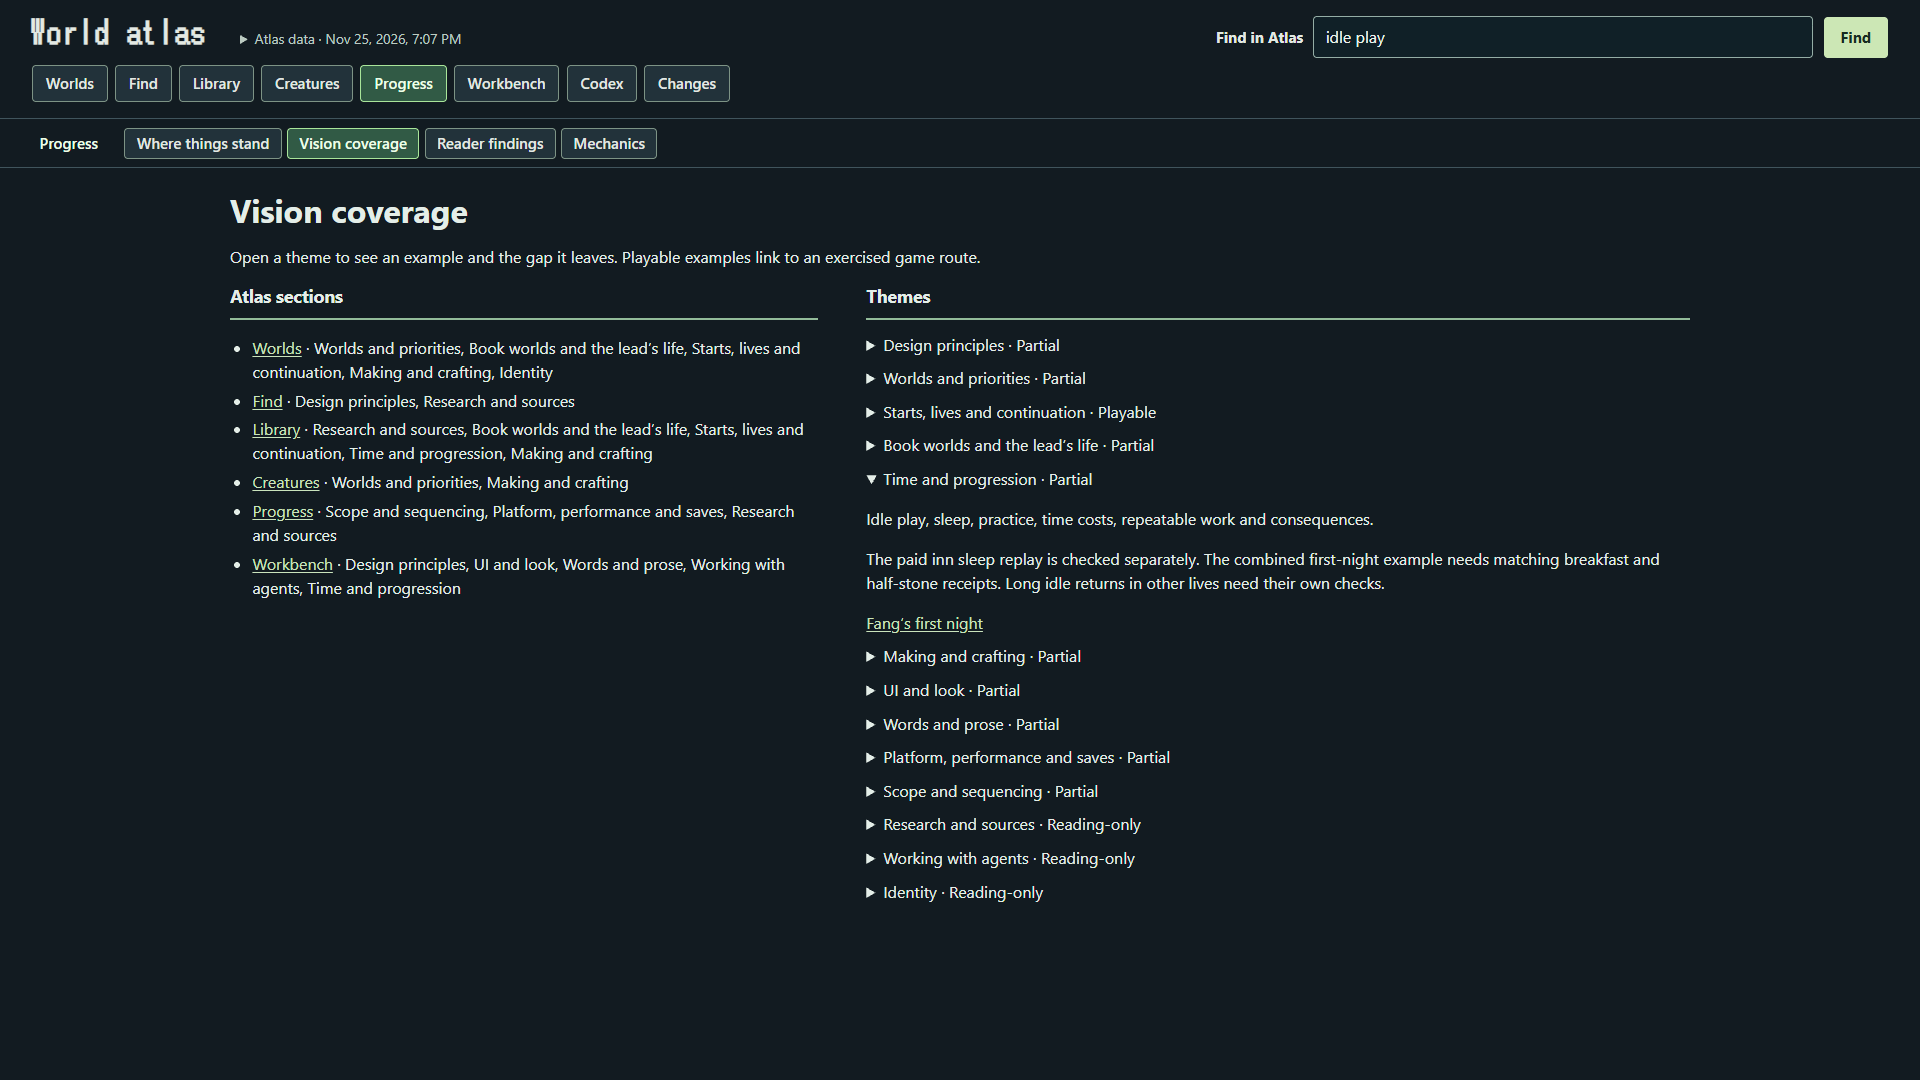 World atlas
▶ Atlas data · Nov 25, 2026, 7:07 PM
Find in Atlas
idle play
Find
Worlds
Find
Library
Creatures
Progress
Workbench
Codex
Changes
Progress
Where things stand
Vision coverage
Reader findings
Mechanics
Vision coverage
Open a theme to see an example and the gap it leaves. Playable examples link to an exercised game route.
Atlas sections
• Worlds · Worlds and priorities, Book worlds and the lead’s life, Starts, lives and
continuation, Making and crafting, Identity
• Find · Design principles, Research and sources
• Library · Research and sources, Book worlds and the lead’s life, Starts, lives and
continuation, Time and progression, Making and crafting
• Creatures · Worlds and priorities, Making and crafting
• Progress · Scope and sequencing, Platform, performance and saves, Research
and sources
• Workbench · Design principles, UI and look, Words and prose, Working with
agents, Time and progression
Themes
▶ Design principles · Partial
▶ Worlds and priorities · Partial
▶ Starts, lives and continuation · Playable
▶ Book worlds and the lead’s life · Partial
▼ Time and progression · Partial
Idle play, sleep, practice, time costs, repeatable work and consequences.
The paid inn sleep replay is checked separately. The combined first-night example needs matching breakfast and
half-stone receipts. Long idle returns in other lives need their own checks.
Fang’s first night
▶ Making and crafting · Partial
▶ UI and look · Partial
▶ Words and prose · Partial
▶ Platform, performance and saves · Partial
▶ Scope and sequencing · Partial
▶ Research and sources · Reading-only
▶ Working with agents · Reading-only
▶ Identity · Reading-only